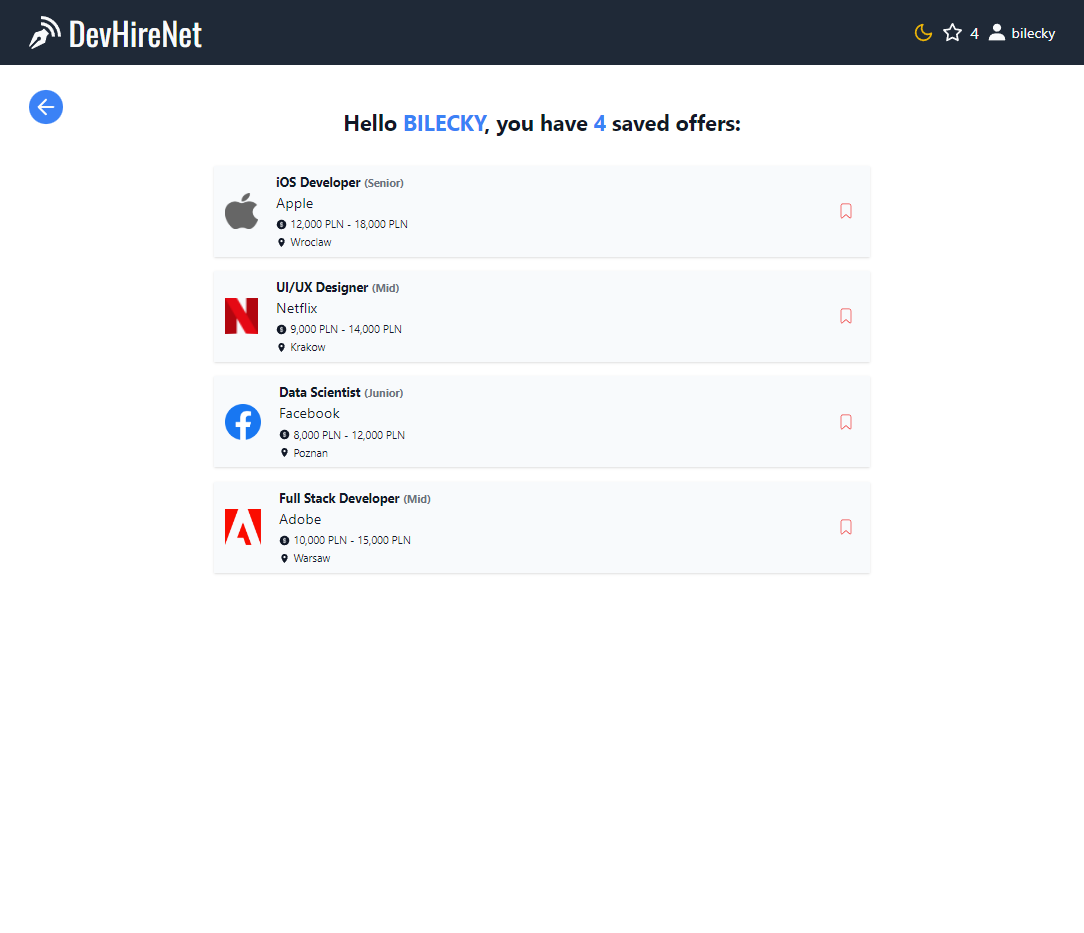 DevHireNet
4 bilecky
Hello BILECKY, you have 4 saved offers:
iOS Developer (Senior)
Apple
12,000 PLN - 18,000 PLN
Wroclaw
UI/UX Designer (Mid)
Netflix
9,000 PLN - 14,000 PLN
Krakow
Data Scientist (Junior)
Facebook
8,000 PLN - 12,000 PLN
Poznan
Full Stack Developer (Mid)
Adobe
10,000 PLN - 15,000 PLN
Warsaw